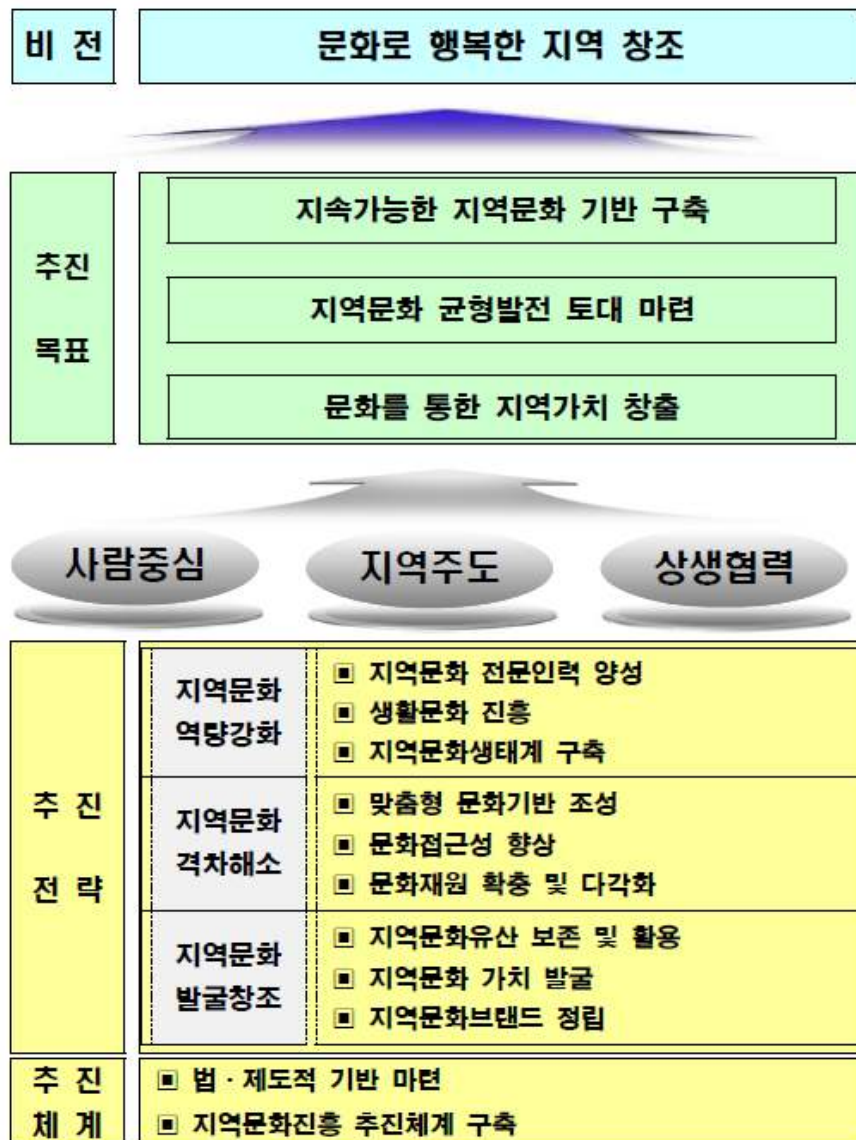 비 전
문화로 행복한 지역 창조
추진
목표
지속가능한 지역문화 기반 구축
지역문화 균형발전 토대 마련
문화를 통한 지역가치 창출
사람중심
지역주도
상생협력
추 진
전 략
지역문화
역량강화
▣ 지역문화 전문인력 양성
▣ 생활문화 진흥
▣ 지역문화생태계 구축
지역문화
격차해소
▣ 맞춤형 문화기반 조성
▣ 문화접근성 향상
▣ 문화재원 확충 및 다각화
지역문화
발굴창조
▣ 지역문화유산 보존 및 활용
▣ 지역문화 가치 발굴
▣ 지역문화브랜드 정립
추 진
체 계
▣ 법·제도적 기반 마련
▣ 지역문화진흥 추진체계 구축